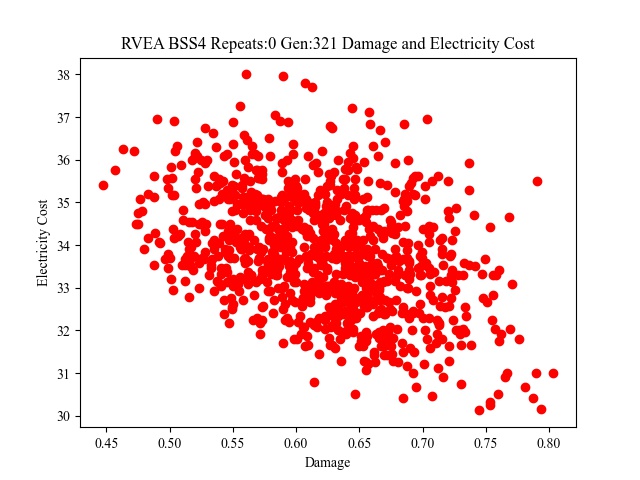 RVEA BSS4 Repeats:0 Gen:321 Damage and Electricity Cost
38
37
36
35
34
33
32
31
30
Electricity Cost
0.45 0.50 0.55 0.60 0.65 0.70 0.75 0.80
Damage